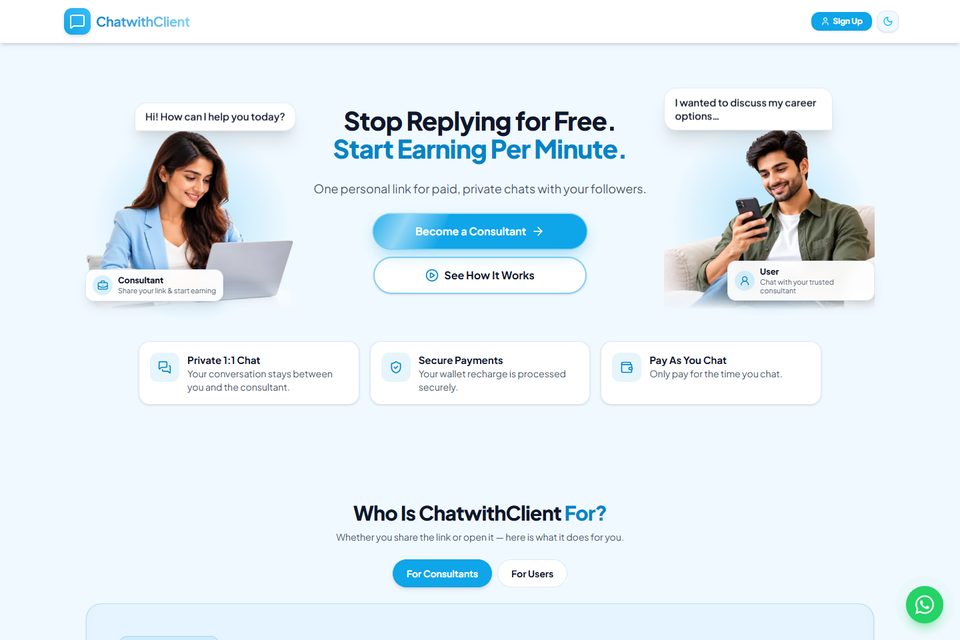 ChatwithClient
Sign Up
Hi! How can I help you today?
I wanted to discuss my career
options...
Stop Replying for Free.
Start Earning Per Minute.
One personal link for paid, private chats with your followers.
Become a Consultant →
See How It Works
Consultant
Share your link & start earning
User
Chat with your trusted
consultant
Private 1:1 Chat
Your conversation stays between
you and the consultant.
Secure Payments
Your wallet recharge is processed
securely.
Pay As You Chat
Only pay for the time you chat.
Who Is ChatwithClient For?
Whether you share the link or open it — here is what it does for you.
For Consultants
For Users